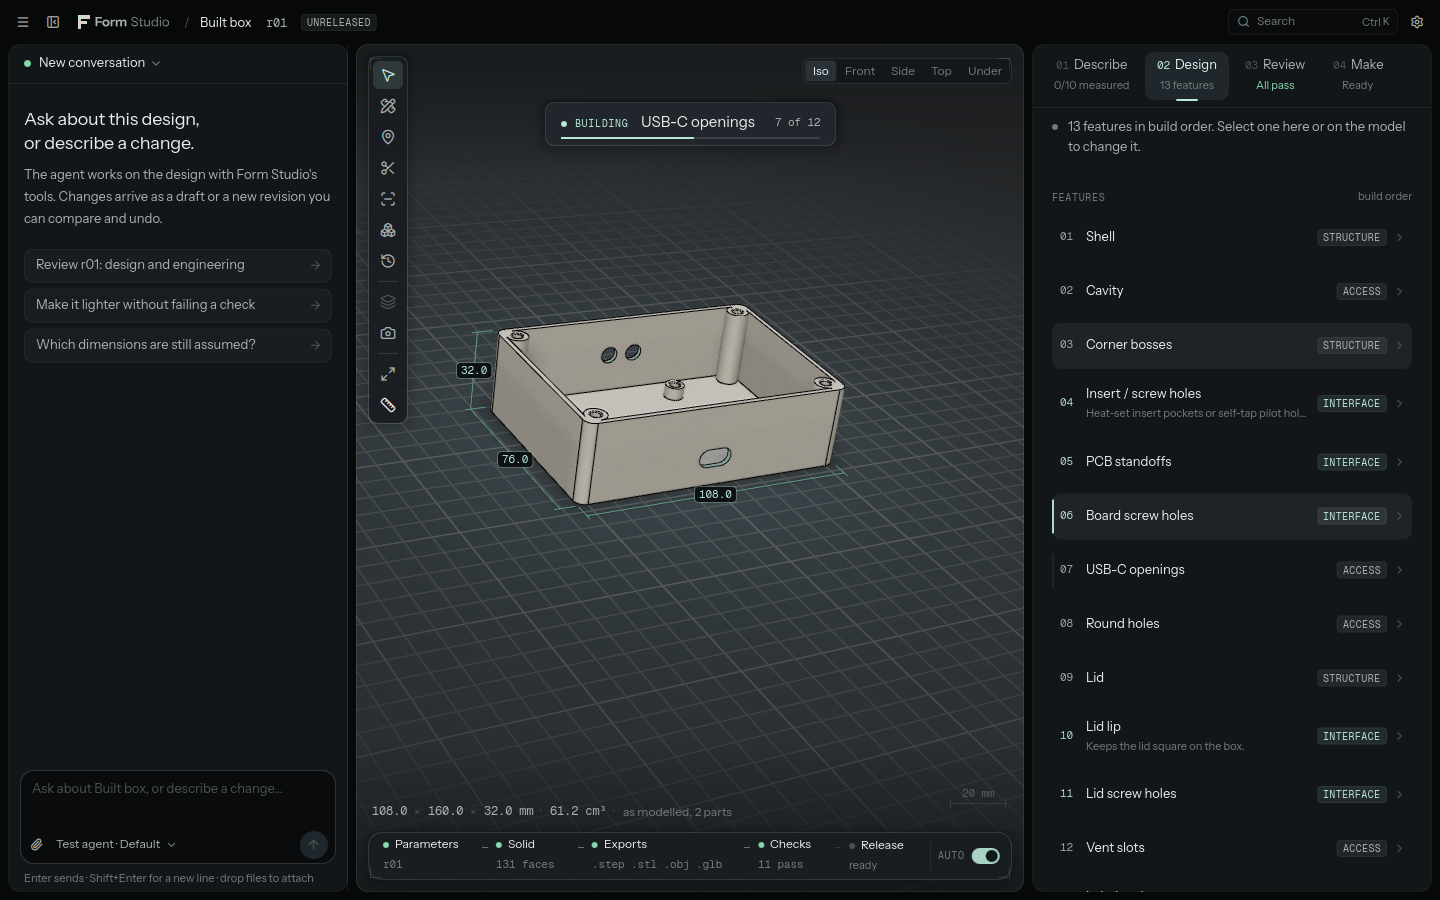 Form Studio / Built box r01 UNRELEASED
Search Ctrl K
New conversation
Ask about this design,
or describe a change.
The agent works on the design with Form Studio's
tools. Changes arrive as a draft or a new revision you
can compare and undo.
Review r01: design and engineering
Make it lighter without failing a check
Which dimensions are still assumed?
Ask about Built box, or describe a change...
Test agent · Default
Enter sends · Shift+Enter for a new line · drop files to attach
Iso Front Side Top Under
BUILDING USB-C openings 7 of 12
32.0
76.0
108.0
20 mm
108.0 × 160.0 × 32.0 mm · 61.2 cm³ · as modelled, 2 parts
Parameters
r01
Solid
131 faces
Exports
.step .stl .obj .glb
Checks
11 pass
Release
ready
AUTO
01 Describe
0/10 measured
02 Design
13 features
03 Review
All pass
04 Make
Ready
13 features in build order. Select one here or on the model
to change it.
FEATURES build order
01 Shell STRUCTURE
02 Cavity ACCESS
03 Corner bosses STRUCTURE
04 Insert / screw holes INTERFACE
Heat-set insert pockets or self-tap pilot hol...
05 PCB standoffs INTERFACE
06 Board screw holes INTERFACE
07 USB-C openings ACCESS
08 Round holes ACCESS
09 Lid STRUCTURE
10 Lid lip INTERFACE
Keeps the lid square on the box.
11 Lid screw holes INTERFACE
12 Vent slots ACCESS